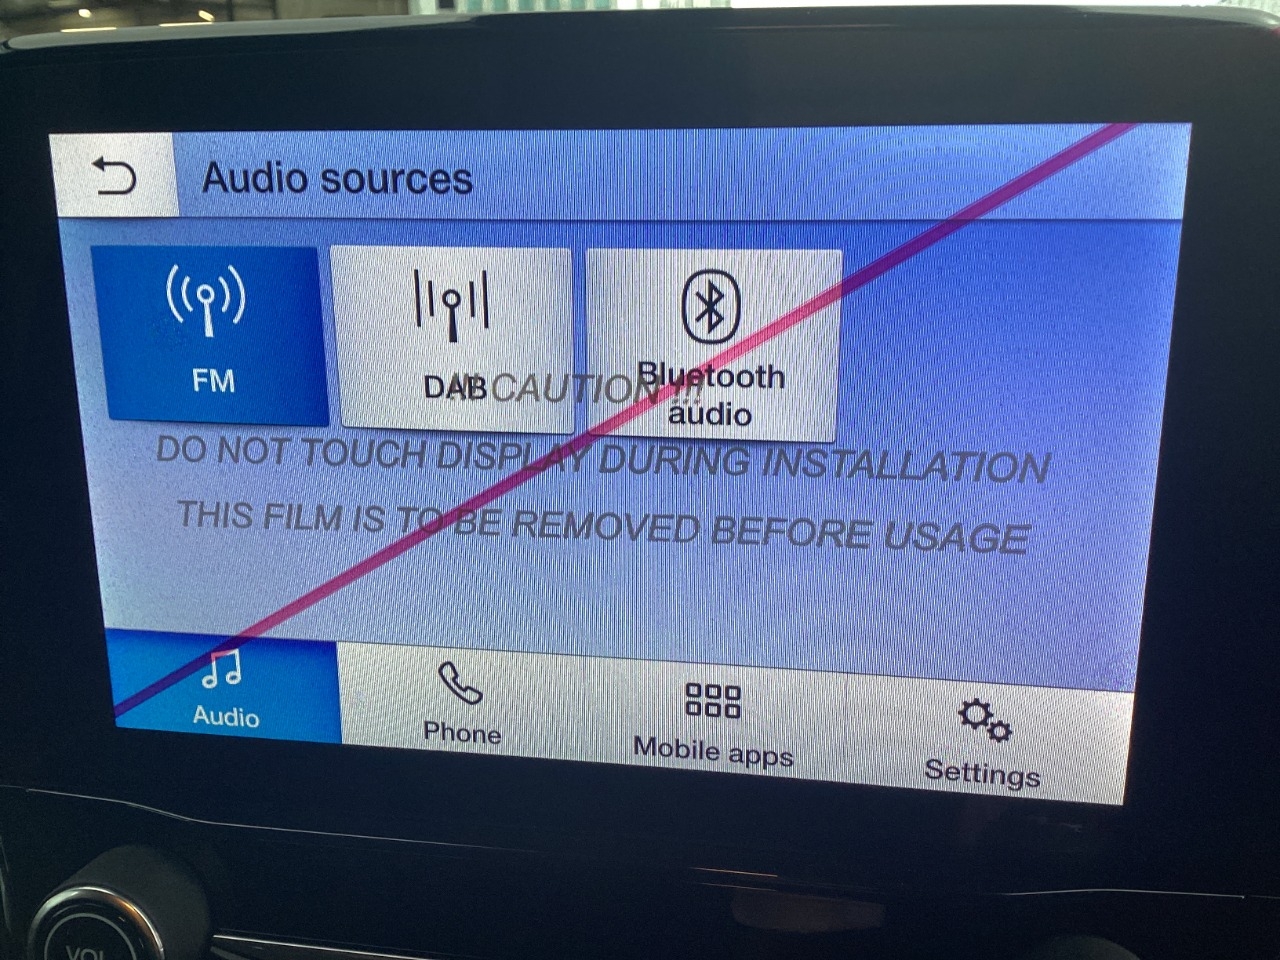 Audio sources
FM
DAB
Bluetooth
audio
!!! CAUTION !!!
DO NOT TOUCH DISPLAY DURING INSTALLATION
THIS FILM IS TO BE REMOVED BEFORE USAGE
Audio
Phone
Mobile apps
Settings
VOL